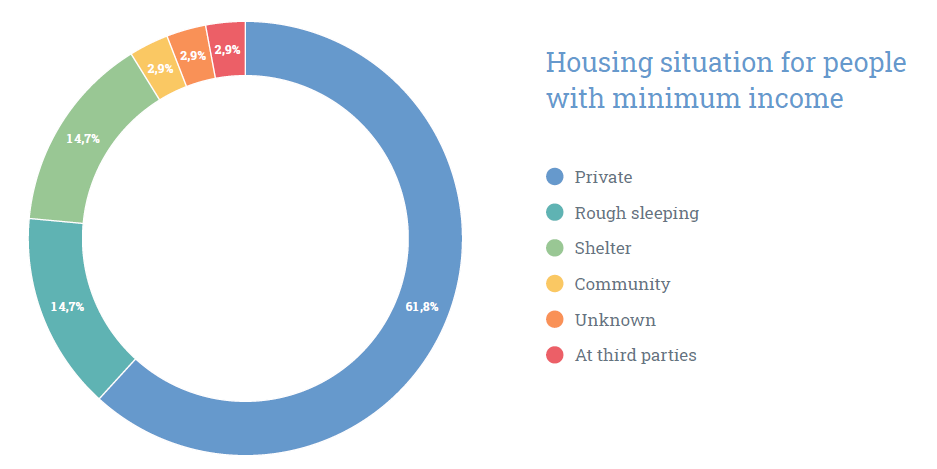 Housing situation for people
with minimum income
2,9%
2,9%
2,9%
14,7%
14,7%
61,8%
Private
Rough sleeping
Shelter
Community
Unknown
At third parties